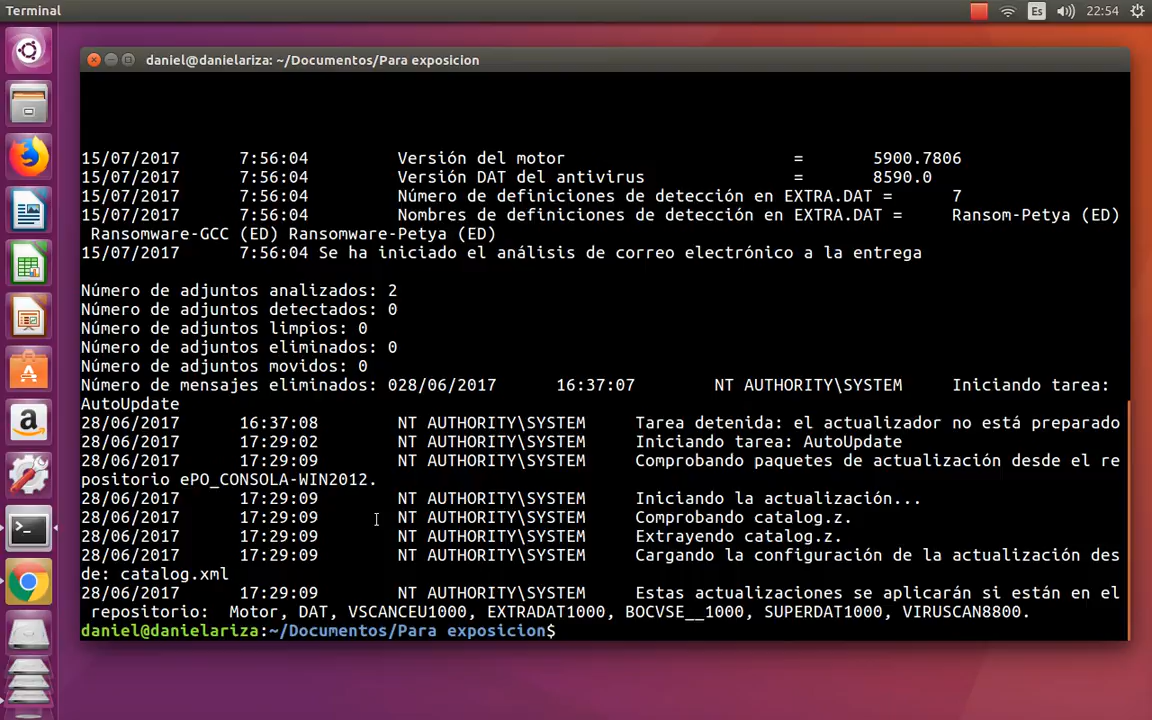 Terminal
Es
22:54
daniel@danielariza: ~/Documentos/Para exposicion
15/07/2017 7:56:04 Versión del motor = 5900.7806
15/07/2017 7:56:04 Versión DAT del antivirus = 8590.0
15/07/2017 7:56:04 Número de definiciones de detección en EXTRA.DAT = 7
15/07/2017 7:56:04 Nombres de definiciones de detección en EXTRA.DAT = Ransom-Petya (ED)
Ransomware-GCC (ED) Ransomware-Petya (ED)
15/07/2017 7:56:04 Se ha iniciado el análisis de correo electrónico a la entrega
Número de adjuntos analizados: 2
Número de adjuntos detectados: 0
Número de adjuntos limpios: 0
Número de adjuntos eliminados: 0
Número de adjuntos movidos: 0
Número de mensajes eliminados: 028/06/2017 16:37:07 NT AUTHORITY\SYSTEM Iniciando tarea:
AutoUpdate
28/06/2017 16:37:08 NT AUTHORITY\SYSTEM Tarea detenida: el actualizador no está preparado
28/06/2017 17:29:02 NT AUTHORITY\SYSTEM Iniciando tarea: AutoUpdate
28/06/2017 17:29:09 NT AUTHORITY\SYSTEM Comprobando paquetes de actualización desde el re
positorio ePO_CONSOLA-WIN2012.
28/06/2017 17:29:09 NT AUTHORITY\SYSTEM Iniciando la actualización...
28/06/2017 17:29:09 NT AUTHORITY\SYSTEM Comprobando catalog.z.
28/06/2017 17:29:09 NT AUTHORITY\SYSTEM Extrayendo catalog.z.
28/06/2017 17:29:09 NT AUTHORITY\SYSTEM Cargando la configuración de la actualización des
de: catalog.xml
28/06/2017 17:29:09 NT AUTHORITY\SYSTEM Estas actualizaciones se aplicarán si están en el
repositorio: Motor, DAT, VSCANCEU1000, EXTRADAT1000, BOCVSE__1000, SUPERDAT1000, VIRUSCAN8800.
daniel@danielariza:~/Documentos/Para exposicion$